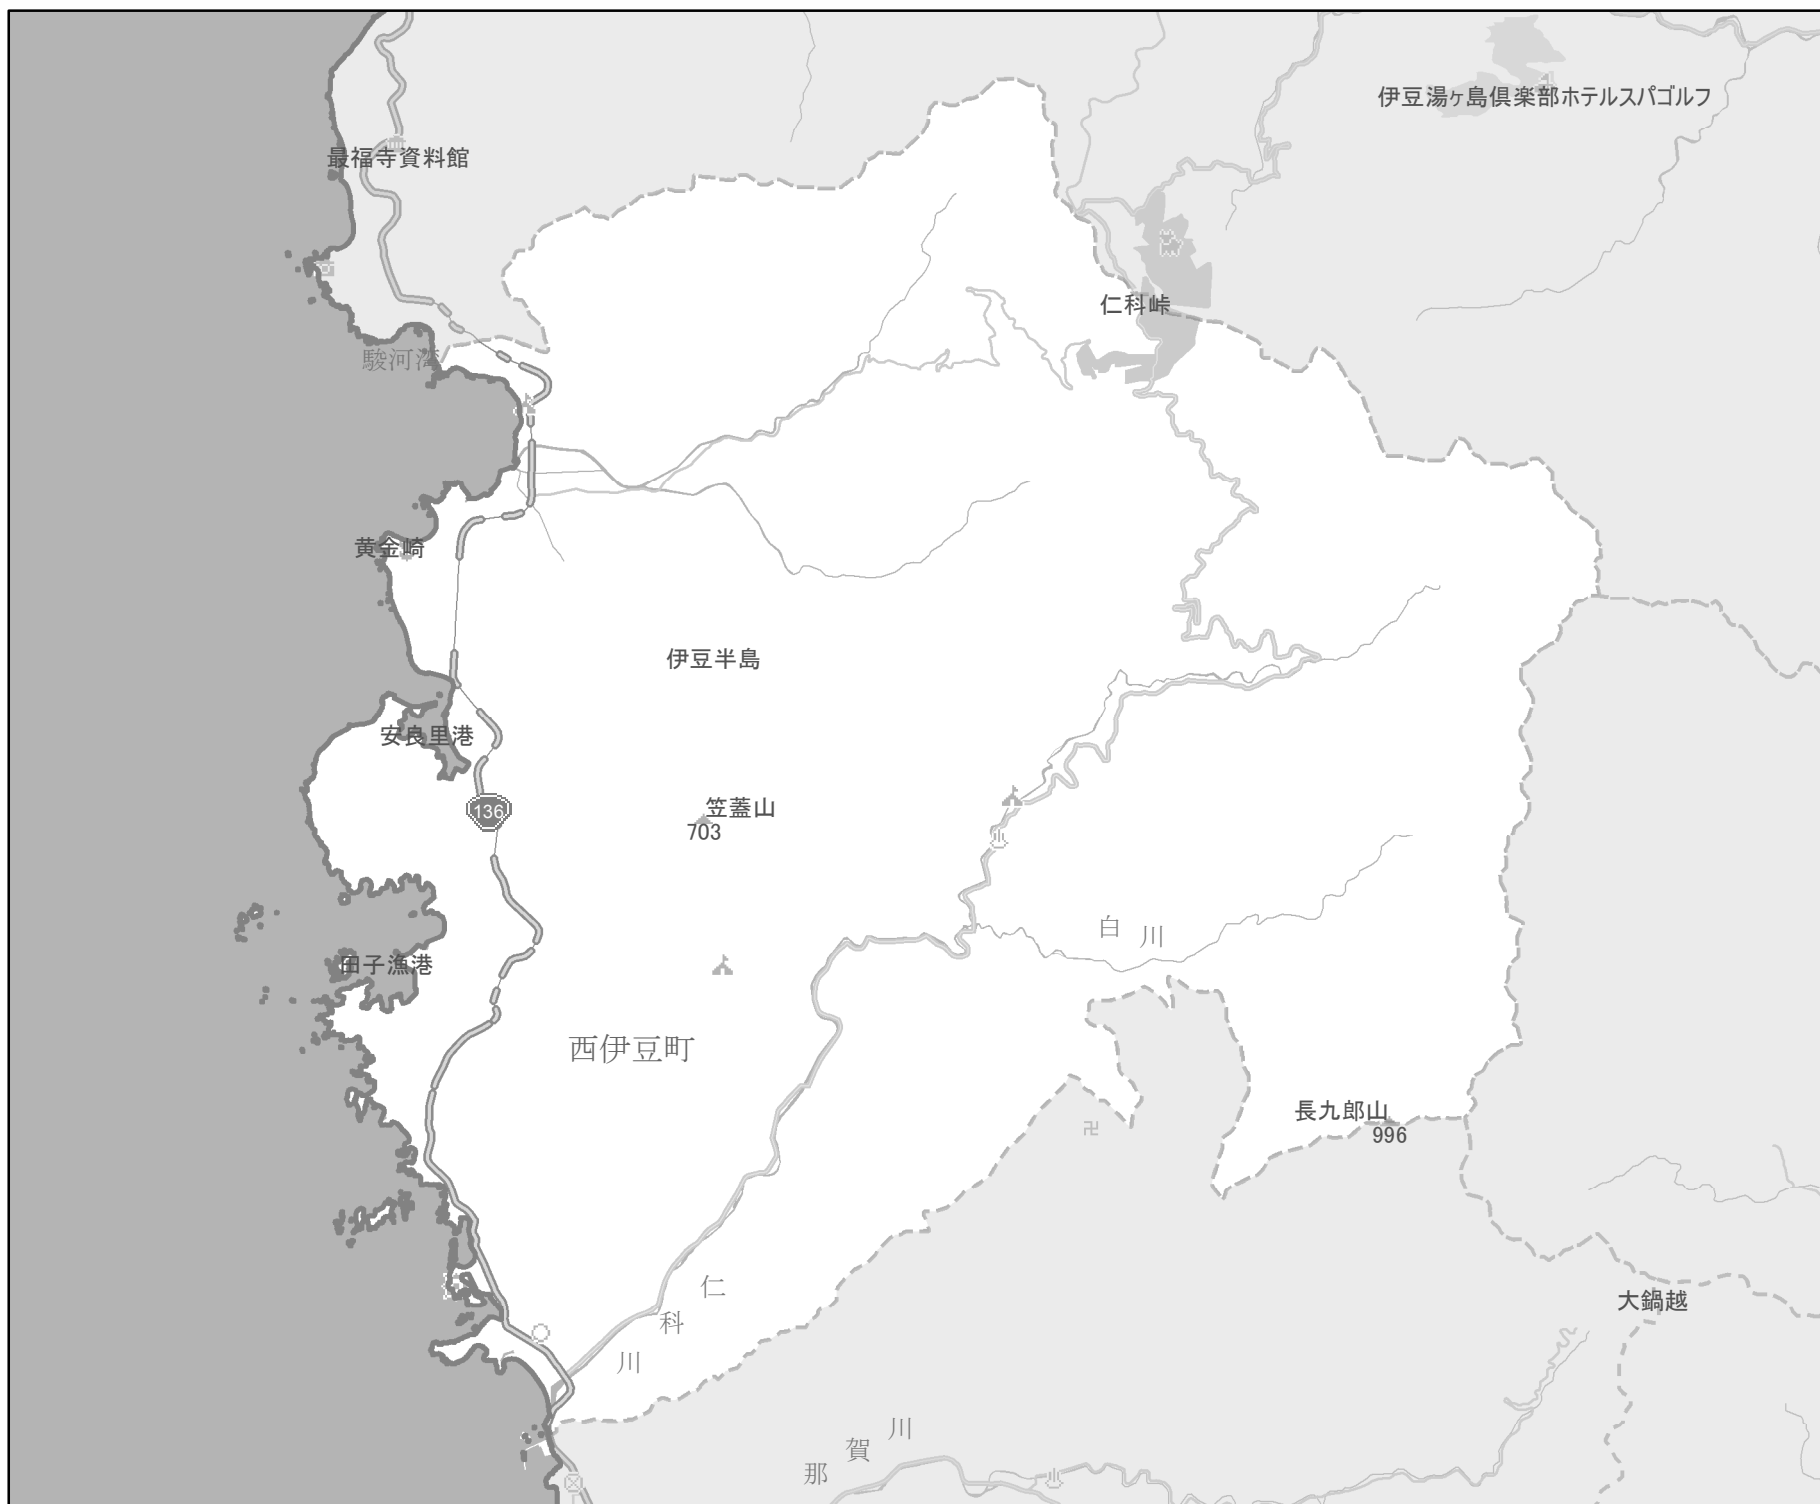 伊豆湯ヶ島倶楽部ホテルスパゴルフ
最福寺資料館
仁科峠
駿河湾
黄金崎
伊豆半島
安良里港
136
笠蓋山
703
白川
田子漁港
西伊豆町
長九郎山
996
仁科川
大鍋越
那賀川